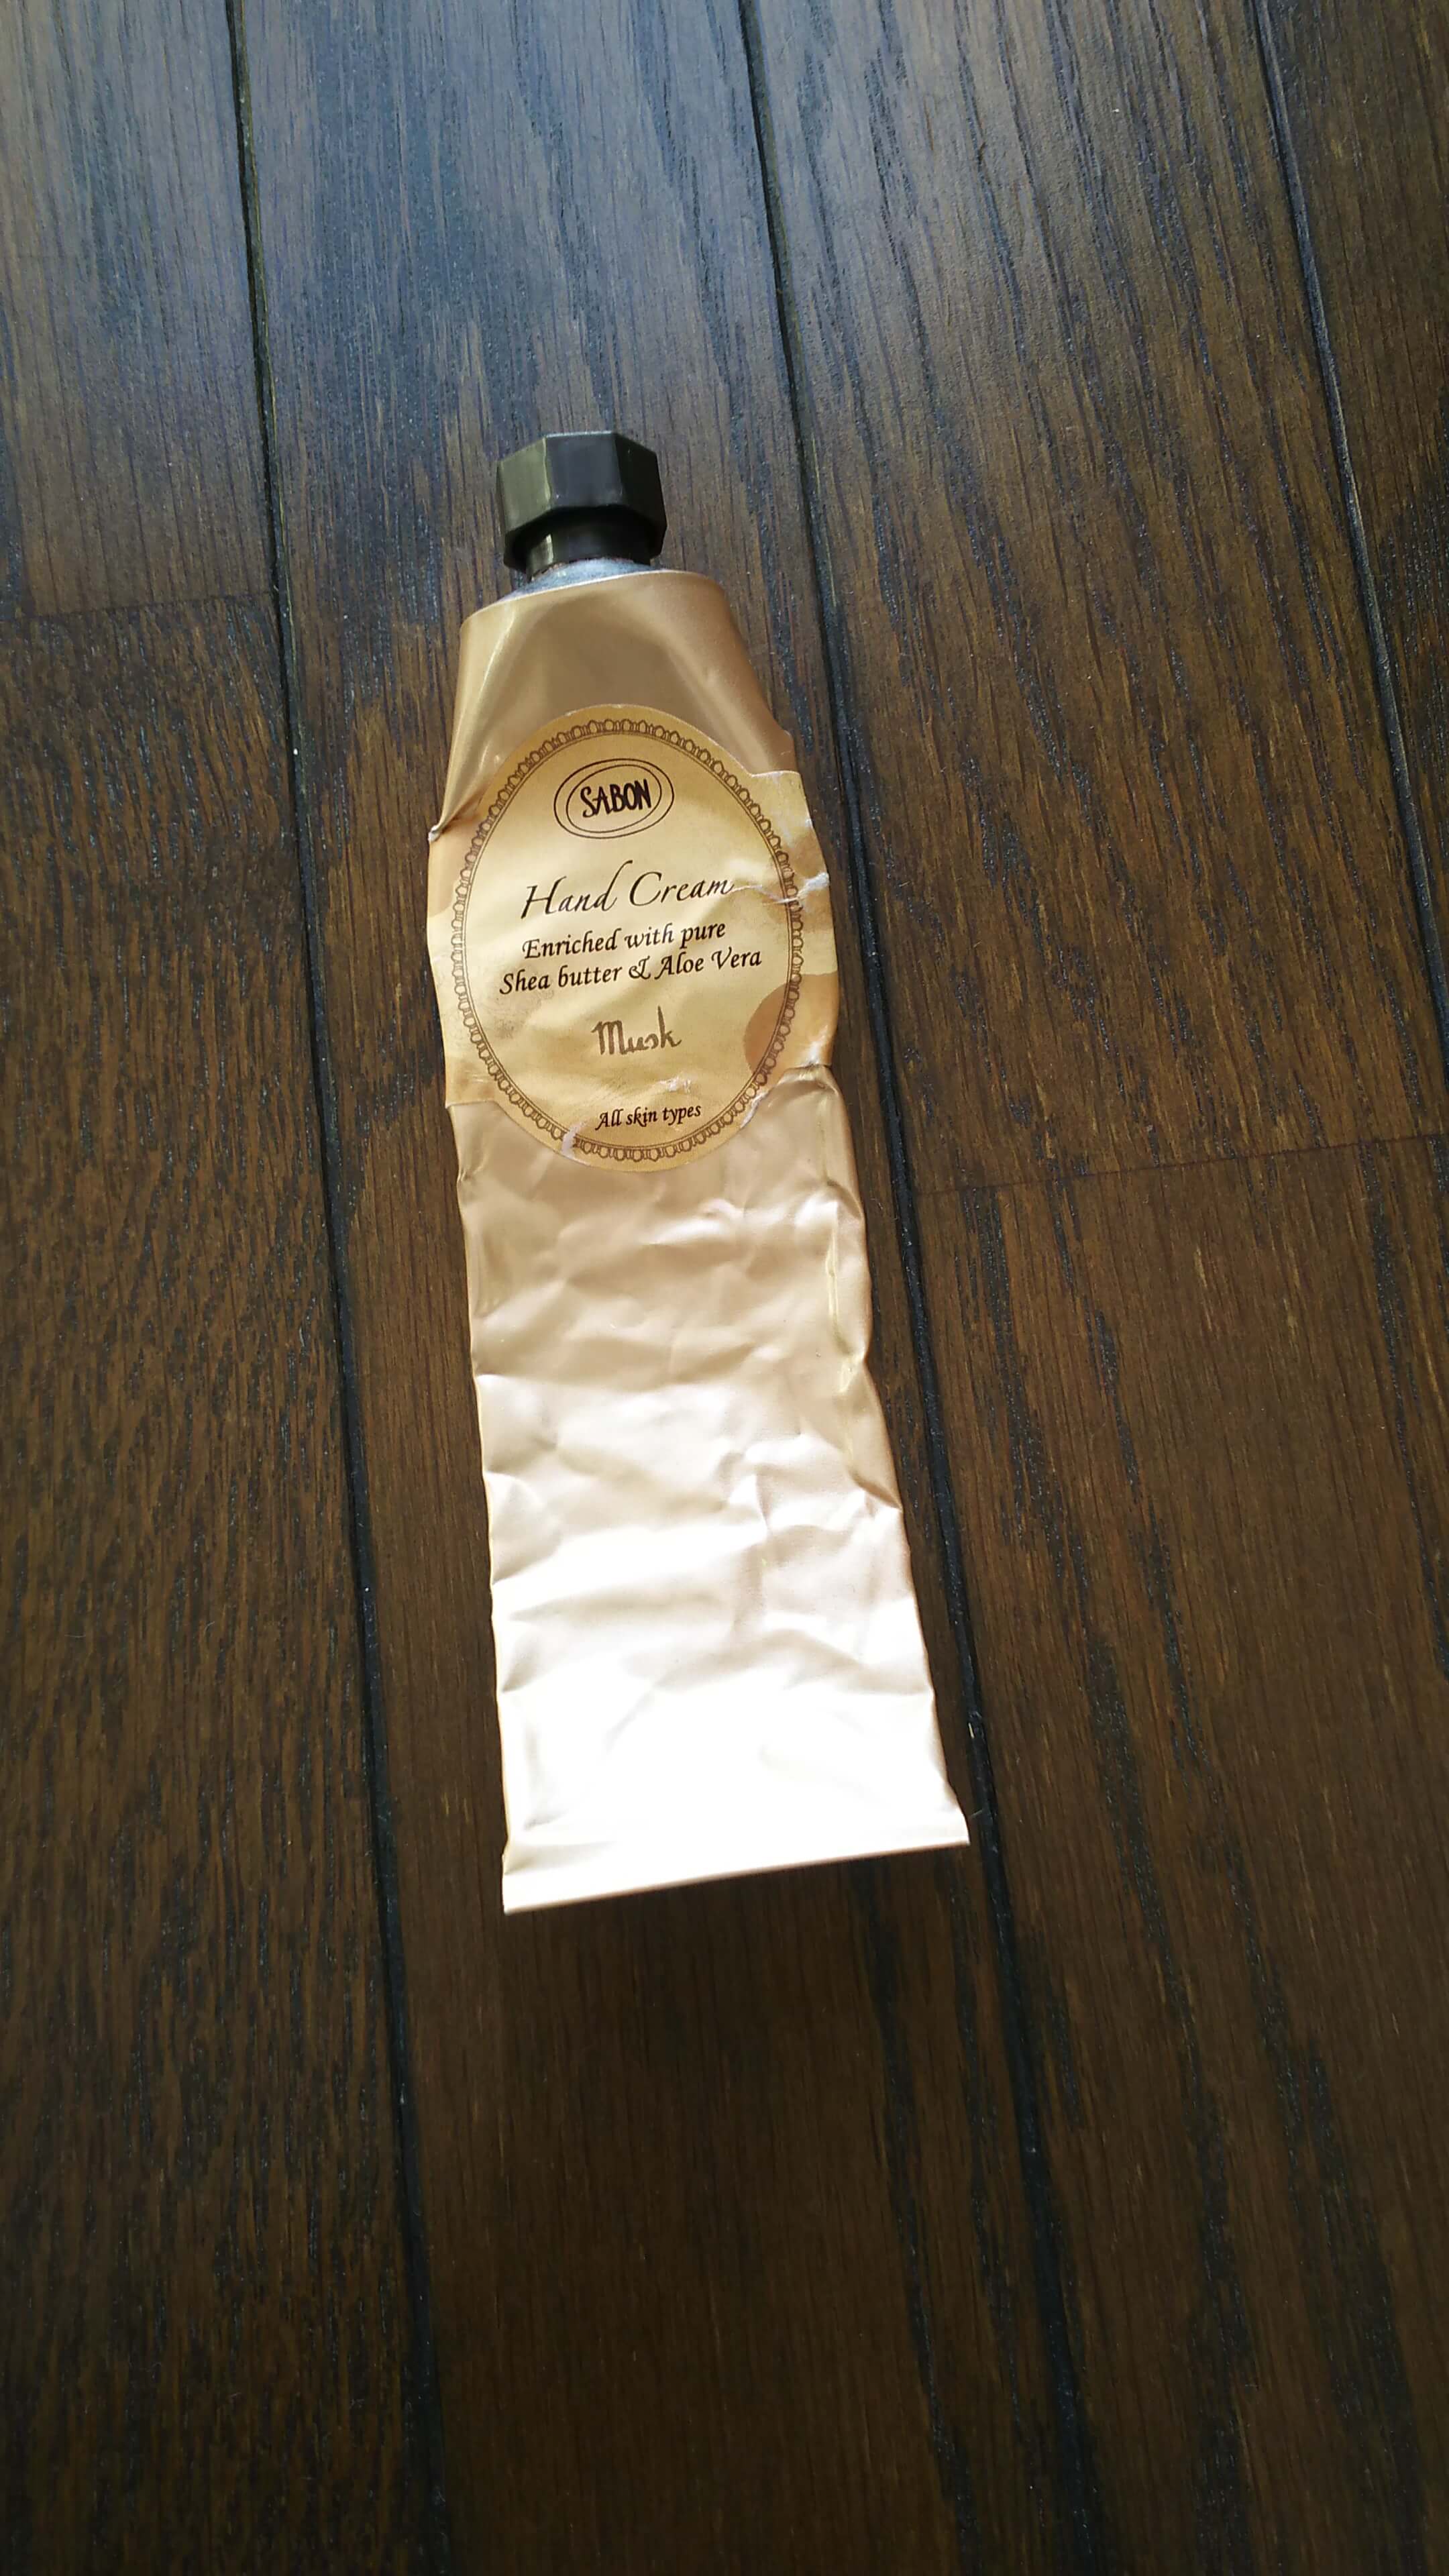 SABON
Hand Cream
Enriched with pure
Shea butter & Aloe Vera
Musk
All skin types